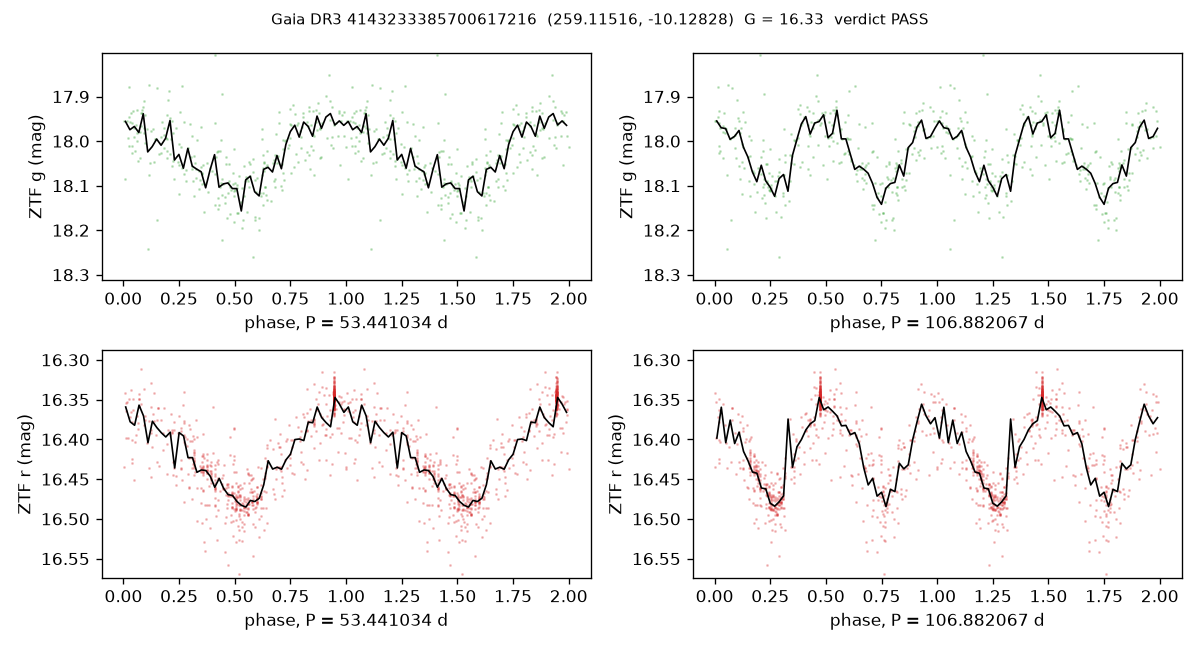 Gaia DR3 4143233385700617216  (259.11516, -10.12828)  G = 16.33  verdict PASS
ZTF g (mag)
17.9
18.0
18.1
18.2
18.3
0.00 0.25 0.50 0.75 1.00 1.25 1.50 1.75 2.00
phase, P = 53.441034 d
ZTF g (mag)
17.9
18.0
18.1
18.2
18.3
0.00 0.25 0.50 0.75 1.00 1.25 1.50 1.75 2.00
phase, P = 106.882067 d
ZTF r (mag)
16.30
16.35
16.40
16.45
16.50
16.55
0.00 0.25 0.50 0.75 1.00 1.25 1.50 1.75 2.00
phase, P = 53.441034 d
ZTF r (mag)
16.30
16.35
16.40
16.45
16.50
16.55
0.00 0.25 0.50 0.75 1.00 1.25 1.50 1.75 2.00
phase, P = 106.882067 d